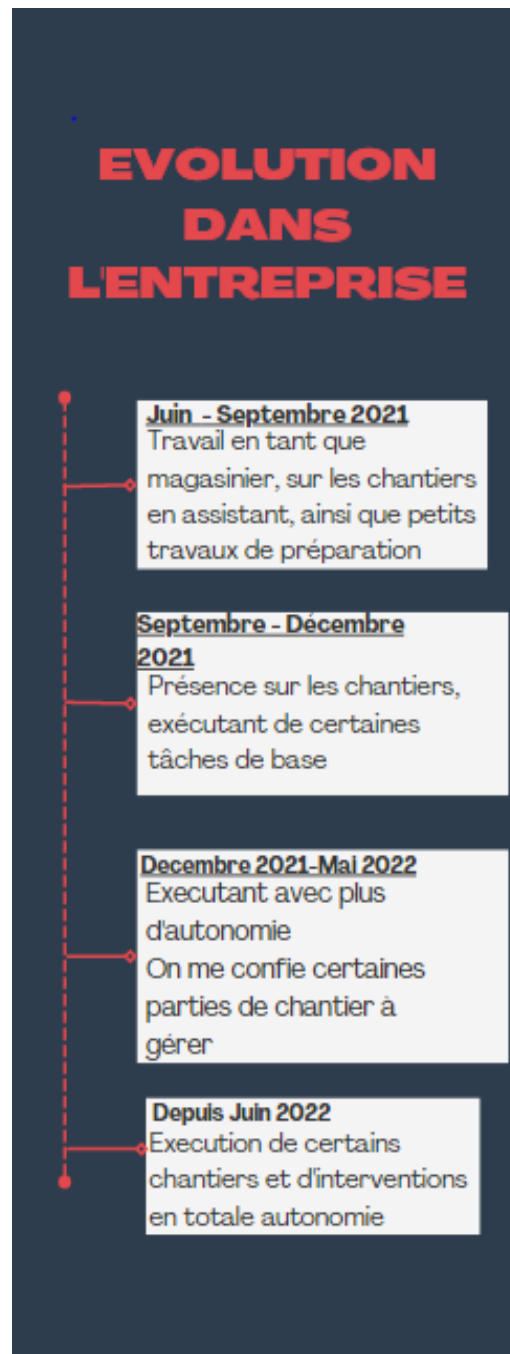 EVOLUTION
DANS
L'ENTREPRISE
Juin - Septembre 2021
Travail en tant que
magasinier, sur les chantiers
en assistant, ainsi que petits
travaux de préparation
Septembre - Décembre
2021
Présence sur les chantiers,
exécutant de certaines
tâches de base
Decembre 2021-Mai 2022
Executant avec plus
d'autonomie
On me confie certaines
parties de chantier à
gérer
Depuis Juin 2022
Execution de certains
chantiers et d'interventions
en totale autonomie